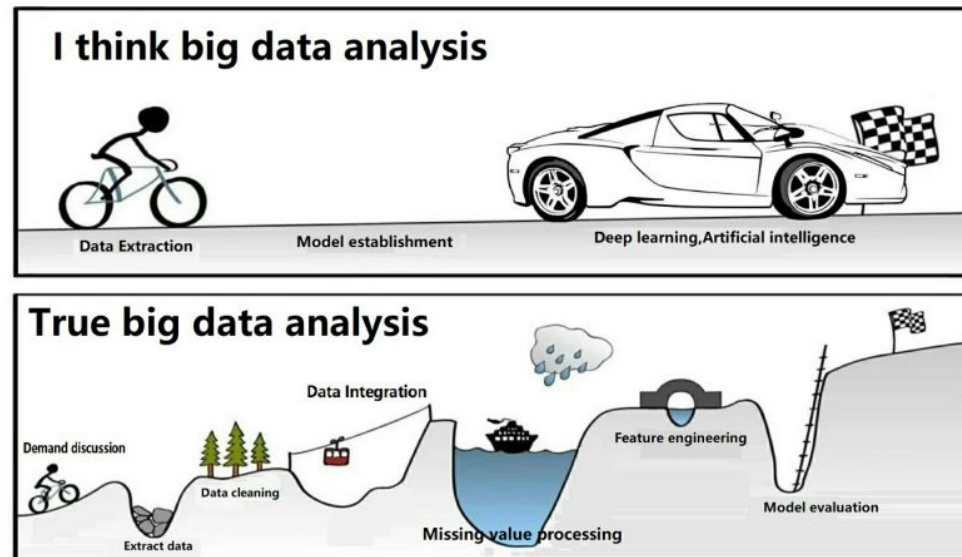 I think big data analysis
Data Extraction
Model establishment
Deep learning,Artificial intelligence
True big data analysis
Demand discussion
Extract data
Data cleaning
Data Integration
Missing value processing
Feature engineering
Model evaluation